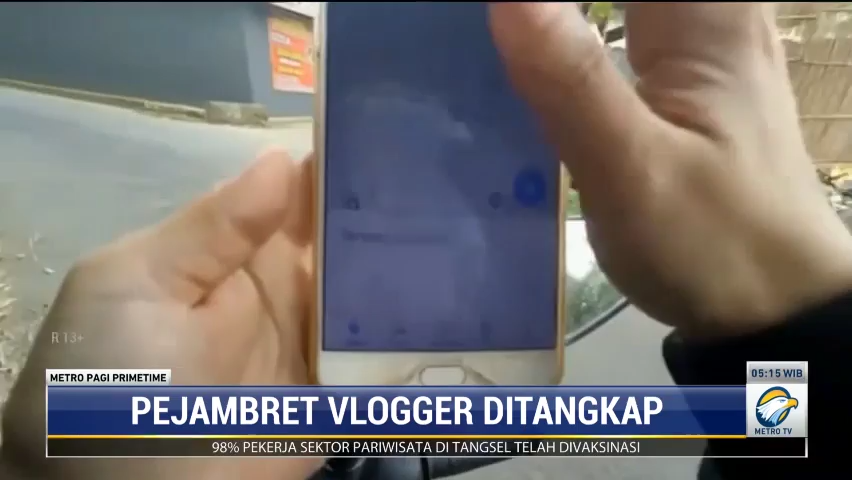 R 13+
METRO PAGI PRIMETIME
05:15 WIB
PEJAMBRET VLOGGER DITANGKAP
METRO TV
98% PEKERJA SEKTOR PARIWISATA DI TANGSEL TELAH DIVAKSINASI